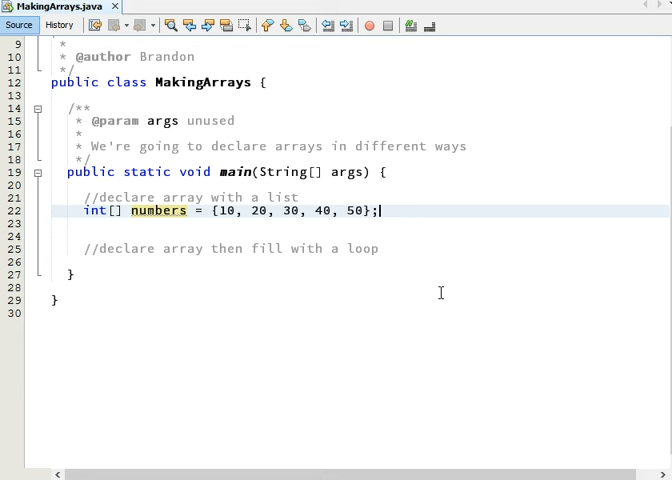 MakingArrays.java
Source History
9 *
10 * @author Brandon
11 */
12 public class MakingArrays {
13
14 /**
15 * @param args unused
16 *
17 * We're going to declare arrays in different ways
18 */
19 public static void main(String[] args) {
20
21 //declare array with a list
22 int[] numbers = {10, 20, 30, 40, 50};
23
24
25 //declare array then fill with a loop
26
27 }
28
29 }
30